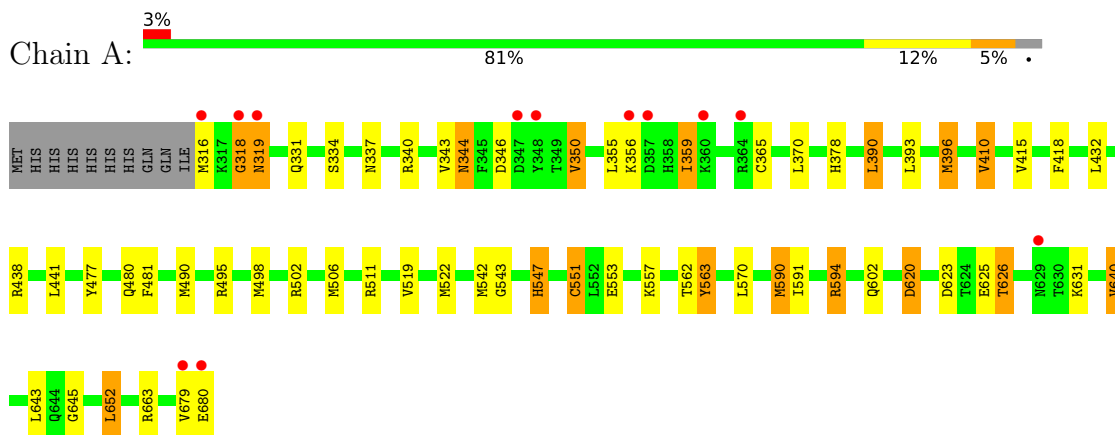 3%
Chain A:
81% 12% 5% •
MET HIS HIS HIS HIS HIS HIS GLN GLN ILE M316 K317 G318 N319 Q331 S334 N337 R340 V343 N344 F345 D346 D347 Y348 T349 V350 L355 K356 D357 H358 I359 K360 R364 C365 L370 H378 L390 L393 M396 V410 V415 F418 L432
R438 L441 Y477 Q480 F481 M490 R495 M498 R502 M506 R511 V519 M522 M542 G543 H547 C551 L552 E553 K557 T562 Y563 L570 M590 I591 R594 Q602 D620 D623 T624 E625 T626 N629 T630 K631 V640
L643 Q644 G645 L652 R663 V679 E680